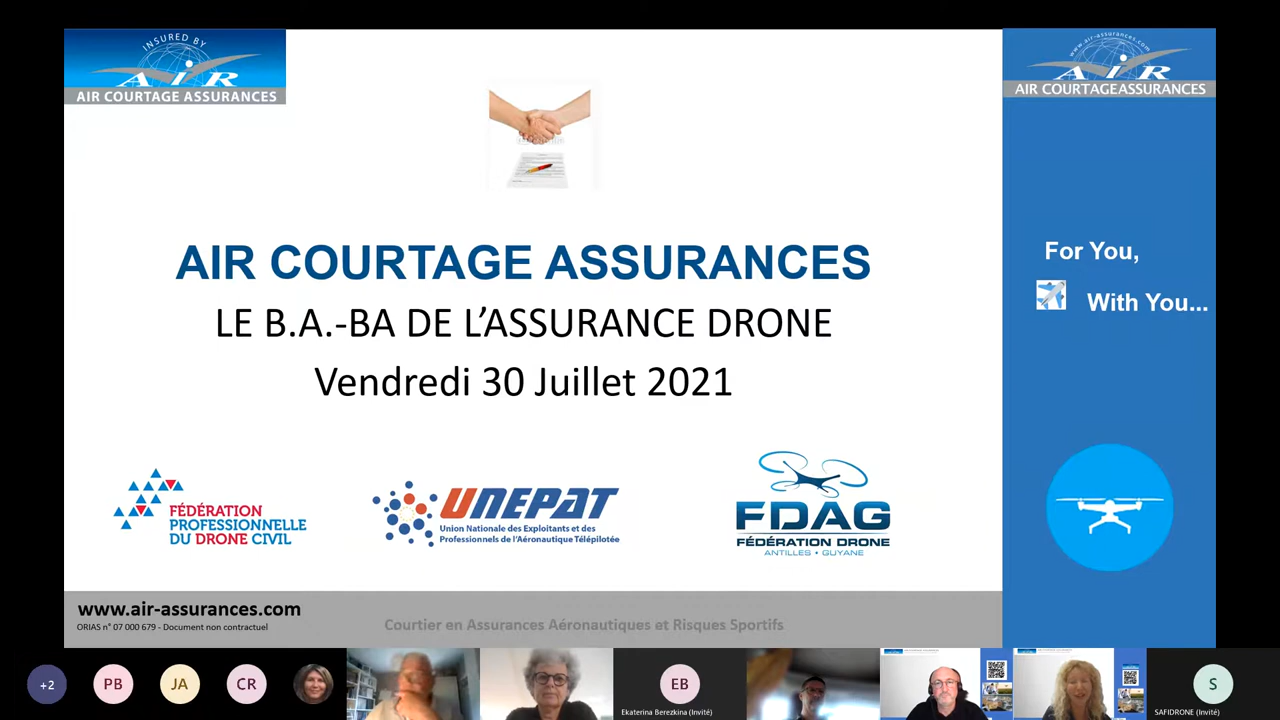 INSURED BY
AIR
AIR COURTAGE ASSURANCES
www.air-assurances.com
AIR
AIR COURTAGEASSURANCES
AIR COURTAGE ASSURANCES
LE B.A.-BA DE L’ASSURANCE DRONE
Vendredi 30 Juillet 2021
For You,
With You...
FÉDÉRATION
PROFESSIONNELLE
DU DRONE CIVIL
UNEPAT
Union Nationale des Exploitants et des
Professionnels de l'Aéronautique Télépilotée
FDAG
FÉDÉRATION DRONE
ANTILLES • GUYANE
www.air-assurances.com
ORIAS n° 07 000 679 - Document non contractuel
Courtier en Assurances Aéronautiques et Risques Sportifs
+2
PB
JA
CR
EB
Ekaterina Berezkina (Invité)
S
SAFIDRONE (Invité)